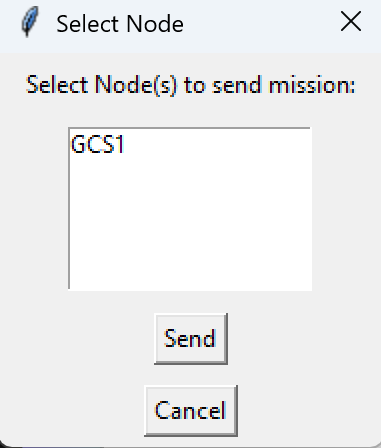 Select Node
Select Node(s) to send mission:
GCS1
Send
Cancel